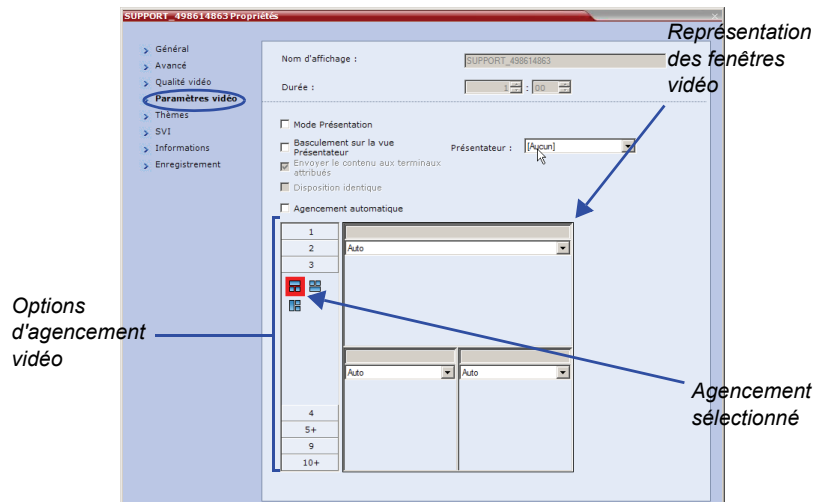 SUPPORT_498614863 Propriétés
Représentation
des fenêtres
vidéo
Général
Avancé
Qualité vidéo
Paramètres vidéo
Thèmes
SVI
Informations
Enregistrement
Nom d'affichage :
SUPPORT_498614863
Durée :
1 : 00
Mode Présentation
Basculement sur la vue
Présentateur
Présentateur : [Aucun]
Envoyer le contenu aux terminaux
attribués
Disposition identique
Agencement automatique
1
2
3
Auto
Options
d'agencement
vidéo
Auto
Auto
Agencement
sélectionné
4
5+
9
10+